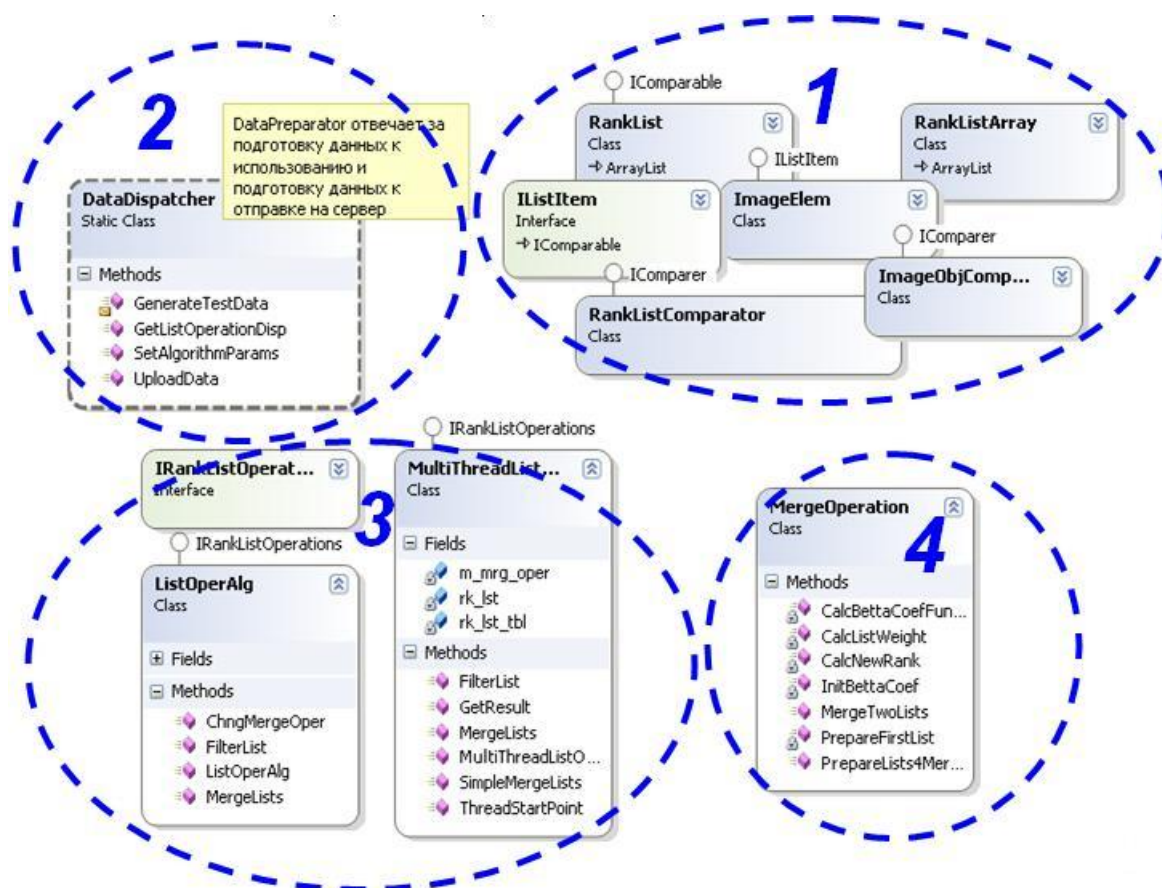 2
DataPreparator отвечает за
подготовку данных к
использованию и
подготовку данных к
отправке на сервер
DataDispatcher
Static Class
Methods
GenerateTestData
GetListOperationDisp
SetAlgorithmParams
UploadData
1
IComparable
RankList
Class
ArrayList
RankListArray
Class
ArrayList
IListItem
IListItem
Interface
IComparable
ImageElem
Class
IComparer
IComparer
ImageObjComp...
Class
RankListComparator
Class
3
IRankListOperat...
Interface
IRankListOperations
ListOperAlg
Class
Fields
Methods
ChngMergeOper
FilterList
ListOperAlg
MergeLists
IRankListOperations
MultiThreadList...
Class
Fields
m_mrg_oper
rk_lst
rk_lst_tbl
Methods
FilterList
GetResult
MergeLists
MultiThreadListO...
SimpleMergeLists
ThreadStartPoint
4
MergeOperation
Class
Methods
CalcBettaCoefFun...
CalcListWeight
CalcNewRank
InitBettaCoef
MergeTwoLists
PrepareFirstList
PrepareLists4Mer...